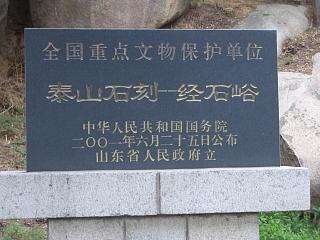 全国重点文物保护单位
泰山石刻--经石峪
中华人民共和国国务院
二〇〇一年六月二十五日公布
山东省人民政府立